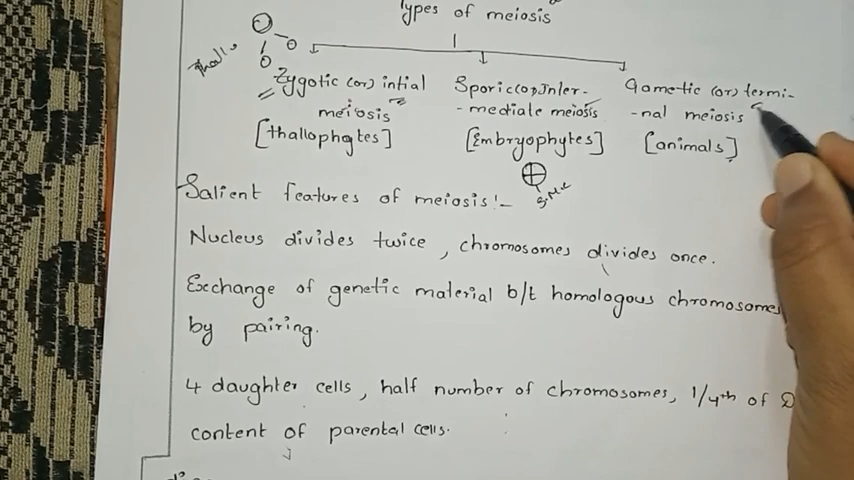 Types of meiosis
Zygotic (or) intial
meiosis
[thallophytes]
Sporic (or) Inler-
-mediate meiosis
[Embryophytes]
Gametic (or) termi-
-nal meiosis
[animals]
Salient features of meiosis!-
Nucleus divides twice, chromosomes divides once.
Exchange of genetic material b/t homologous chromosomes
by pairing.
4 daughter cells, half number of chromosomes, 1/4th of
content of parental cells.